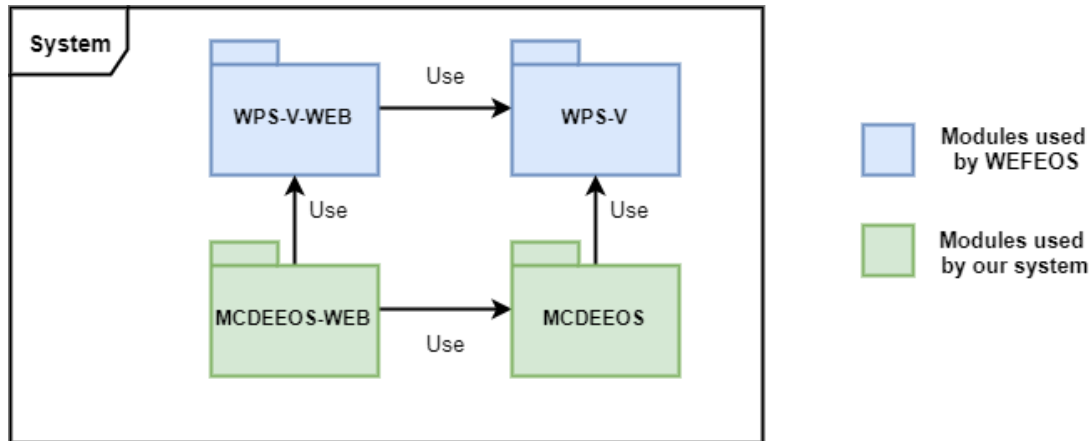 System
Use
WPS-V-WEB
WPS-V
Modules used
by WEFEOS
Use
Use
Modules used
by our system
MCDEEOS-WEB
MCDEEOS
Use